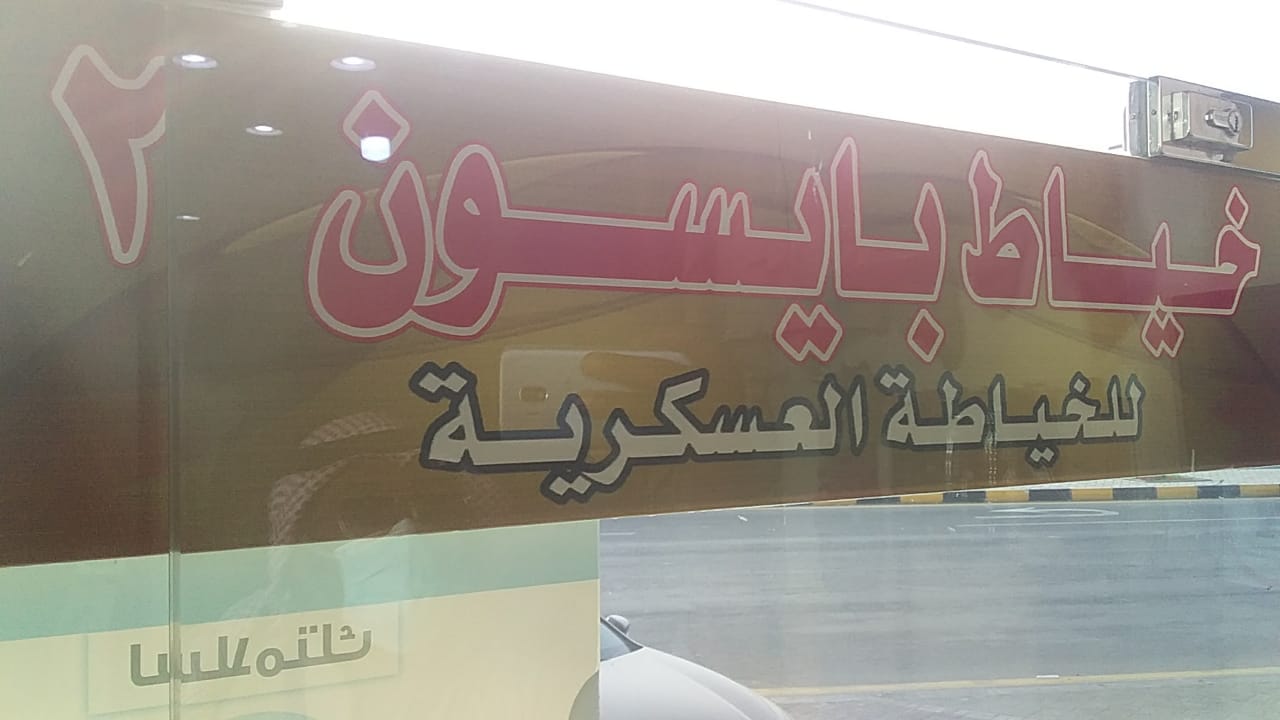 خياط بايسون ٢
للخياطة العسكرية